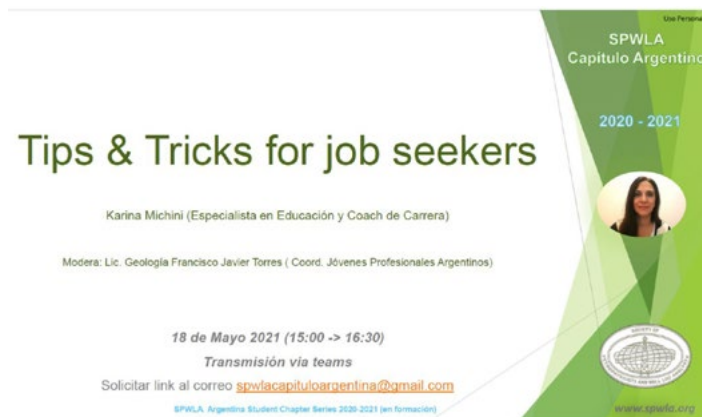 Uso Personal
SPWLA
Capítulo Argentino
2020 - 2021
Tips & Tricks for job seekers
Karina Michini (Especialista en Educación y Coach de Carrera)
Modera: Lic. Geología Francisco Javier Torres ( Coord. Jóvenes Profesionales Argentinos)
18 de Mayo 2021 (15:00 -> 16:30)
Transmisión via teams
Solicitar link al correo spwlacapituloargentina@gmail.com
SPWLA Argentina Student Chapter Series 2020-2021 (en formación)
SOCIETY OF
www.spwla.org